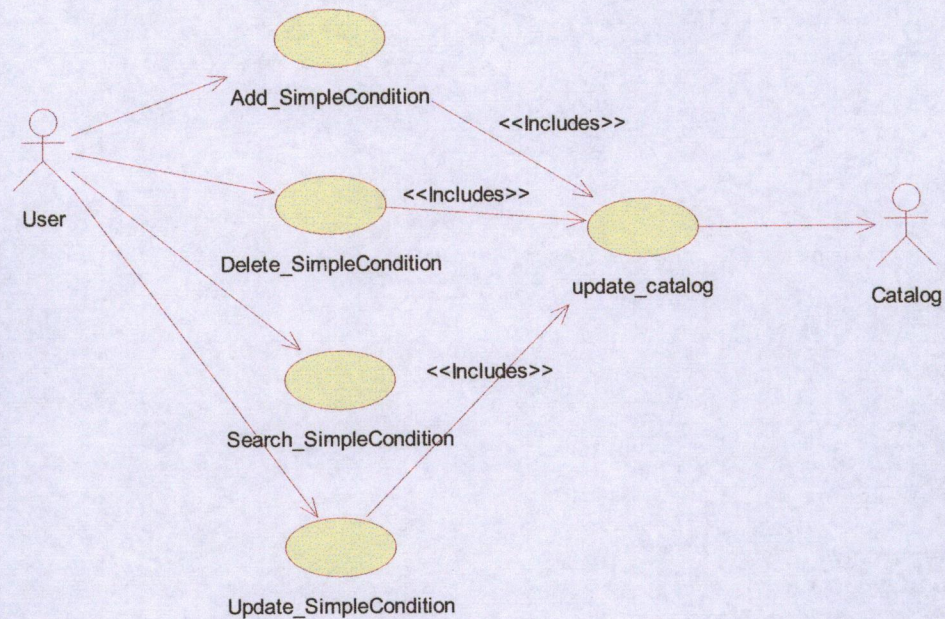 Add_SimpleCondition
<<Includes>>
User
<<Includes>>
Delete_SimpleCondition
update_catalog
Catalog
<<Includes>>
Search_SimpleCondition
Update_SimpleCondition